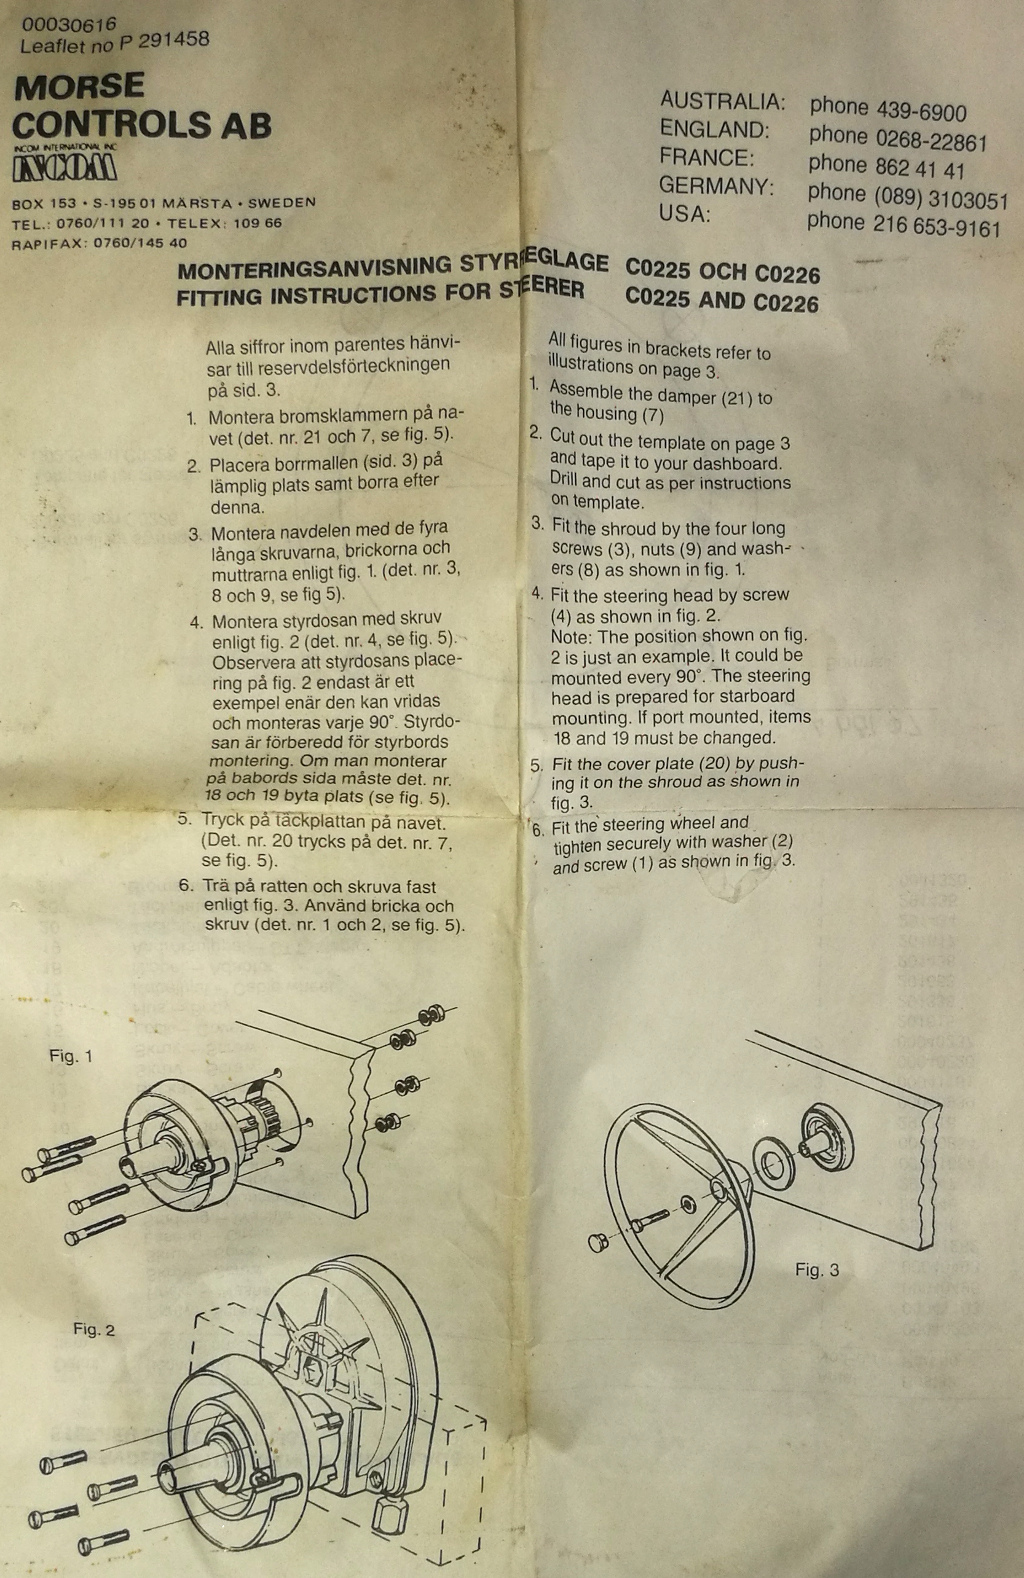 00030616
Leaflet no P 291458
MORSE
CONTROLS AB
INCOM INTERNATIONAL INC
INCOM
BOX 153 • S-195 01 MÄRSTA • SWEDEN
TEL.: 0760/111 20 • TELEX: 109 66
RAPIFAX: 0760/145 40
AUSTRALIA: phone 439-6900
ENGLAND: phone 0268-22861
FRANCE: phone 862 41 41
GERMANY: phone (089) 3103051
USA: phone 216 653-9161
MONTERINGSANVISNING STYRREGLAGE C0225 OCH C0226
FITTING INSTRUCTIONS FOR STEERER C0225 AND C0226
Alla siffror inom parentes hänvi-
sar till reservdelsförteckningen
på sid. 3.
1. Montera bromsklammern på na-
vet (det. nr. 21 och 7, se fig. 5).
2. Placera borrmallen (sid. 3) på
lämplig plats samt borra efter
denna.
3. Montera navdelen med de fyra
långa skruvarna, brickorna och
muttrarna enligt fig. 1. (det. nr. 3,
8 och 9, se fig 5).
4. Montera styrdosan med skruv
enligt fig. 2 (det. nr. 4, se fig. 5).
Observera att styrdosans place-
ring på fig. 2 endast är ett
exempel enär den kan vridas
och monteras varje 90°. Styrdo-
san är förberedd för styrbords
montering. Om man monterar
på babords sida måste det. nr.
18 och 19 byta plats (se fig. 5).
5. Tryck på täckplattan på navet.
(Det. nr. 20 trycks på det. nr. 7,
se fig. 5).
6. Trä på ratten och skruva fast
enligt fig. 3. Använd bricka och
skruv (det. nr. 1 och 2, se fig. 5).
All figures in brackets refer to
illustrations on page 3.
1. Assemble the damper (21) to
the housing (7)
2. Cut out the template on page 3
and tape it to your dashboard.
Drill and cut as per instructions
on template.
3. Fit the shroud by the four long
screws (3), nuts (9) and wash-
ers (8) as shown in fig. 1.
4. Fit the steering head by screw
(4) as shown in fig. 2.
Note: The position shown on fig.
2 is just an example. It could be
mounted every 90°. The steering
head is prepared for starboard
mounting. If port mounted, items
18 and 19 must be changed.
5. Fit the cover plate (20) by push-
ing it on the shroud as shown in
fig. 3.
6. Fit the steering wheel and
tighten securely with washer (2)
and screw (1) as shown in fig. 3.
Fig. 1
Fig. 3
Fig. 2